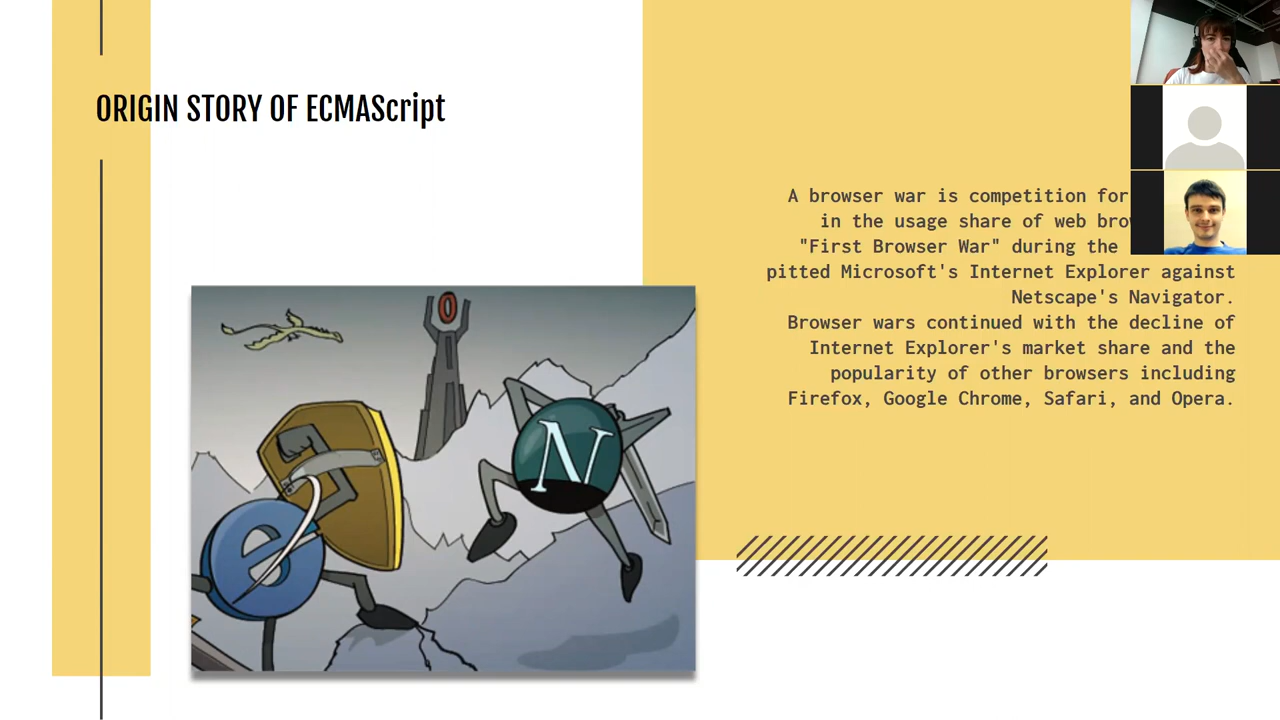 ORIGIN STORY OF ECMAScript
A browser war is competition for
in the usage share of web
"First Browser War" during the
pitted Microsoft's Internet Explorer against
Netscape's Navigator.
Browser wars continued with the decline of
Internet Explorer's market share and the
popularity of other browsers including
Firefox, Google Chrome, Safari, and Opera.
e
N